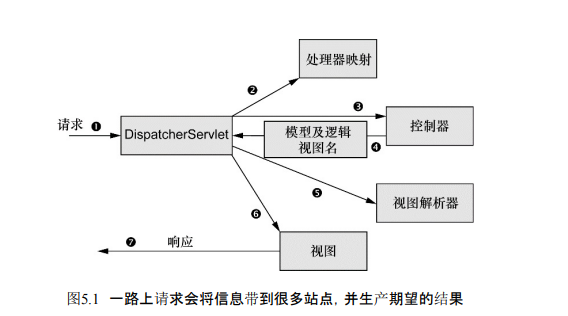 处理器映射
❷
❸
请求 ❶
DispatcherServlet
模型及逻辑
视图名
控制器
❹
❺
视图解析器
❻
❼ 响应
视图
图5.1 一路上请求会将信息带到很多站点,并生产期望的结果